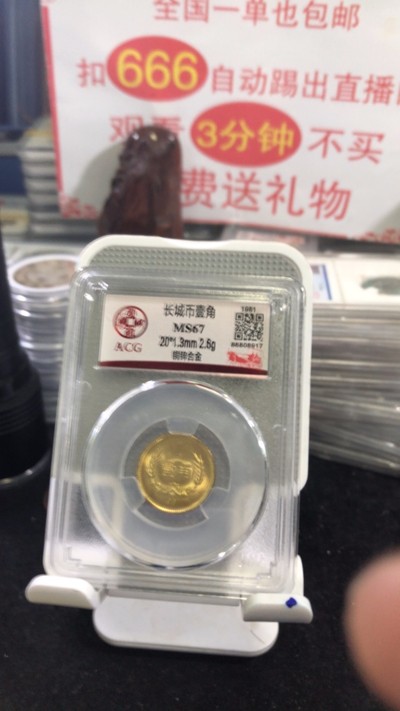 全国一单也包邮
扣666自动踢出直播
观看3分钟不买
费送礼物
长城币壹角
MS67
20*1.3mm 2.6g
铜锌合金
ACG
1981